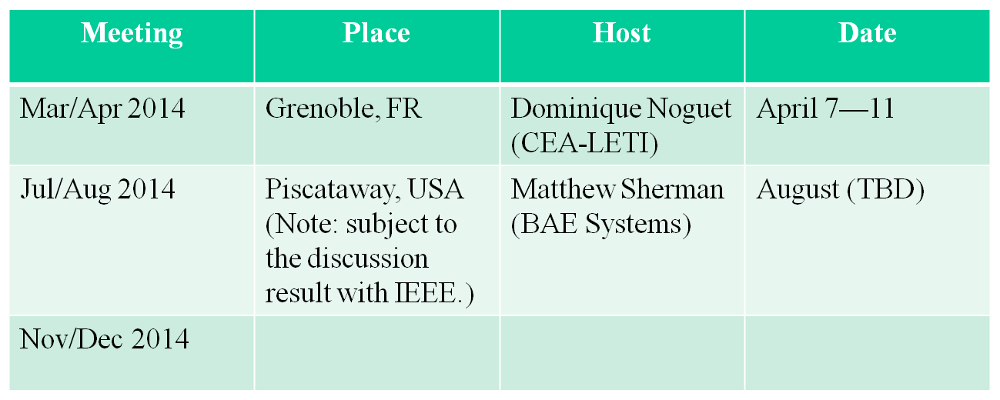 Meeting Place Host Date
Mar/Apr 2014 Grenoble, FR Dominique Noguet April 7—11
(CEA-LETI)
Jul/Aug 2014 Piscataway, USA Matthew Sherman August (TBD)
(Note: subject to (BAE Systems)
the discussion
result with IEEE.)
Nov/Dec 2014